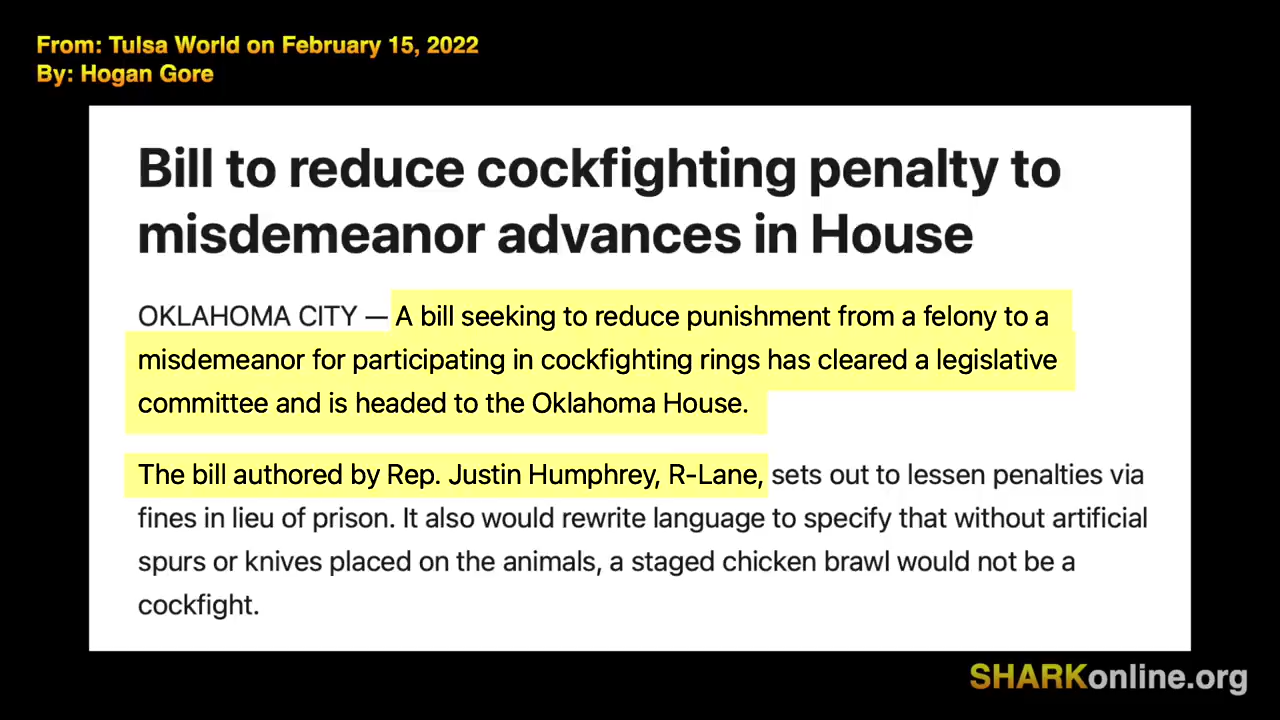 From: Tulsa World on February 15, 2022
By: Hogan Gore
Bill to reduce cockfighting penalty to
misdemeanor advances in House
OKLAHOMA CITY — A bill seeking to reduce punishment from a felony to a
misdemeanor for participating in cockfighting rings has cleared a legislative
committee and is headed to the Oklahoma House.
The bill authored by Rep. Justin Humphrey, R-Lane, sets out to lessen penalties via
fines in lieu of prison. It also would rewrite language to specify that without artificial
spurs or knives placed on the animals, a staged chicken brawl would not be a
cockfight.
SHARKonline.org